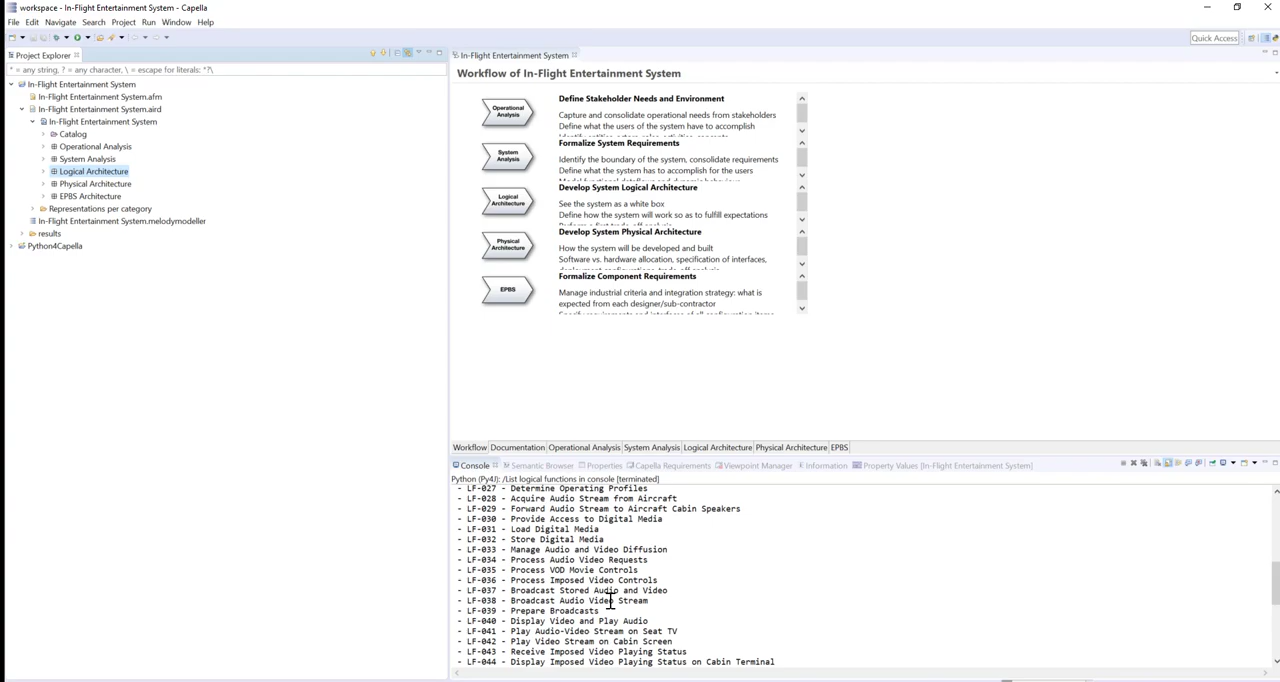 workspace - In-Flight Entertainment System - Capella
File Edit Navigate Search Project Run Window Help
Quick Access
Project Explorer
* = any string, ? = any character, \ = escape for literals: *?\
In-Flight Entertainment System
In-Flight Entertainment System.afm
In-Flight Entertainment System.aird
In-Flight Entertainment System
Catalog
Operational Analysis
System Analysis
Logical Architecture
Physical Architecture
EPBS Architecture
Representations per category
In-Flight Entertainment System.melodymodeller
results
Python4Capella
In-Flight Entertainment System
Workflow of In-Flight Entertainment System
Operational
Analysis
Define Stakeholder Needs and Environment
Capture and consolidate operational needs from stakeholders
Define what the users of the system have to accomplish
System
Analysis
Formalize System Requirements
Identify the boundary of the system, consolidate requirements
Define what the system has to accomplish for the users
Logical
Architecture
Develop System Logical Architecture
See the system as a white box
Define how the system will work so as to fulfill expectations
Physical
Architecture
Develop System Physical Architecture
How the system will be developed and built
Software vs. hardware allocation, specification of interfaces,
EPBS
Formalize Component Requirements
Manage industrial criteria and integration strategy: what is
expected from each designer/sub-contractor
Workflow Documentation Operational Analysis System Analysis Logical Architecture Physical Architecture EPBS
Console Semantic Browser Properties Capella Requirements Viewpoint Manager Information Property Values [In-Flight Entertainment System]
Python (Py4J): /List logical functions in console [terminated]
- LF-027 - Determine Operating Profiles
- LF-028 - Acquire Audio Stream from Aircraft
- LF-029 - Forward Audio Stream to Aircraft Cabin Speakers
- LF-030 - Provide Access to Digital Media
- LF-031 - Load Digital Media
- LF-032 - Store Digital Media
- LF-033 - Manage Audio and Video Diffusion
- LF-034 - Process Audio Video Requests
- LF-035 - Process VOD Movie Controls
- LF-036 - Process Imposed Video Controls
- LF-037 - Broadcast Stored Audio and Video
- LF-038 - Broadcast Audio Video Stream
- LF-039 - Prepare Broadcasts
- LF-040 - Display Video and Play Audio
- LF-041 - Play Audio-Video Stream on Seat TV
- LF-042 - Play Video Stream on Cabin Screen
- LF-043 - Receive Imposed Video Playing Status
- LF-044 - Display Imposed Video Playing Status on Cabin Terminal